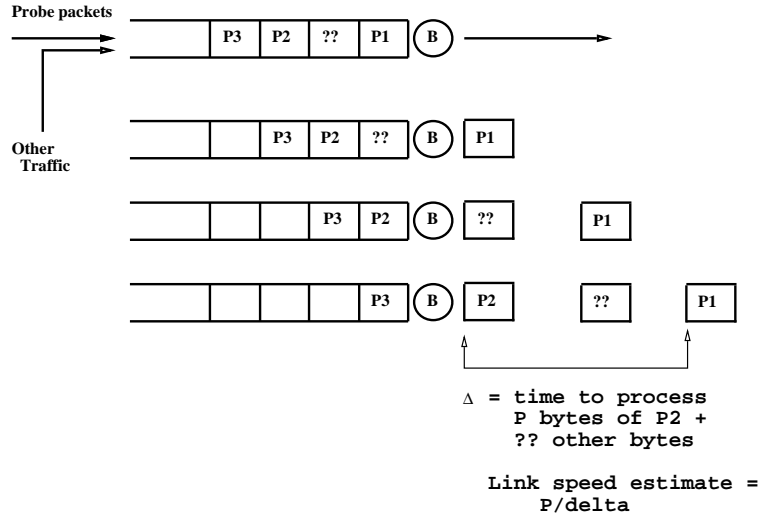 Probe packets
P3 P2 ?? P1 B
Other
Traffic
P3 P2 ?? B P1
P3 P2 B ?? P1
P3 B P2 ?? P1
Δ = time to process
P bytes of P2 +
?? other bytes
Link speed estimate =
P/delta